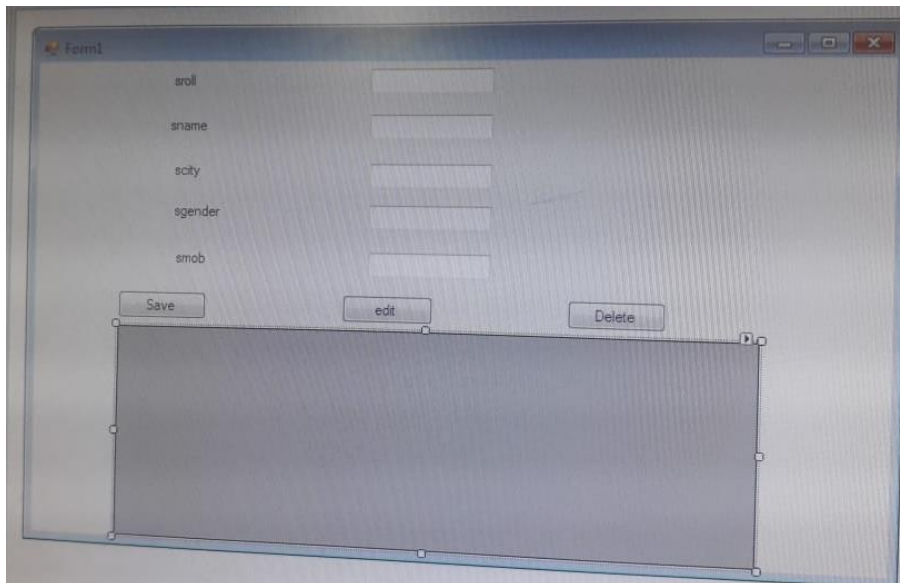 Form1
sroll
sname
scity
sgender
smob
Save edit Delete